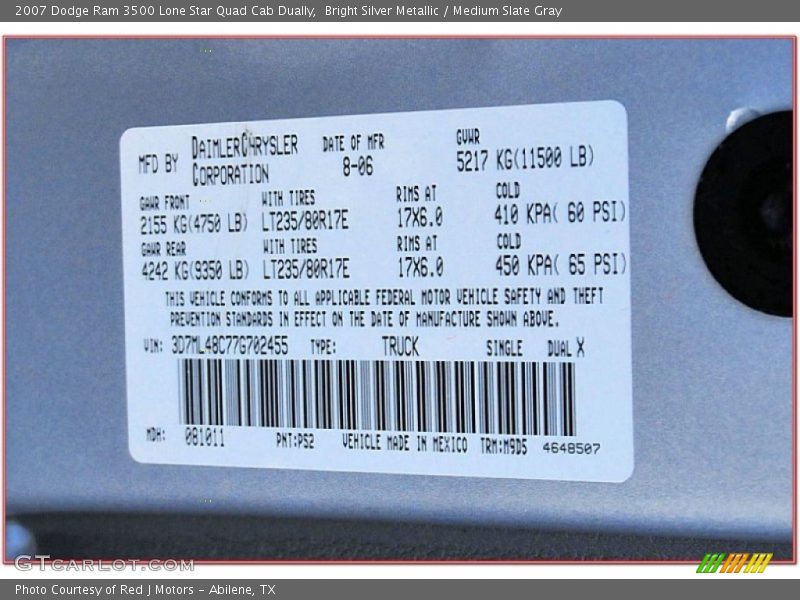 2007 Dodge Ram 3500 Lone Star Quad Cab Dually,  Bright Silver Metallic / Medium Slate Gray
MFD BY DAIMLERCHRYSLER CORPORATION DATE OF MFR 8-06 GVWR 5217 KG(11500 LB)
GAWR FRONT WITH TIRES RIMS AT COLD
2155 KG(4750 LB) LT235/80R17E 17X6.0 410 KPA( 60 PSI)
GAWR REAR WITH TIRES RIMS AT COLD
4242 KG(9350 LB) LT235/80R17E 17X6.0 450 KPA( 65 PSI)
THIS VEHICLE CONFORMS TO ALL APPLICABLE FEDERAL MOTOR VEHICLE SAFETY AND THEFT
PREVENTION STANDARDS IN EFFECT ON THE DATE OF MANUFACTURE SHOWN ABOVE.
VIN: 3D7ML48C77G702455 TYPE: TRUCK SINGLE DUAL X
MDH: 081011 PNT:PS2 VEHICLE MADE IN MEXICO TRM:M9D5 4648507
GTCARLOT.COM
Photo Courtesy of Red J Motors - Abilene, TX